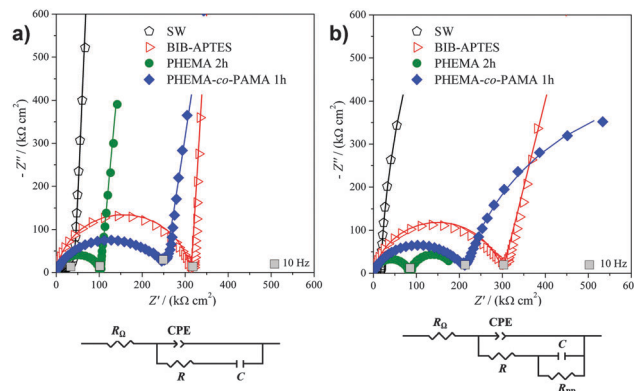 a)
600
500
400
300
200
100
0
- Z″ / (kΩ cm²)
SW
BIB-APTES
PHEMA 2h
PHEMA-co-PAMA 1h
10 Hz
0 100 200 300 400 500 600
Z′ / (kΩ cm²)
RΩ
CPE
R
C
b)
600
500
400
300
200
100
0
- Z″ / (kΩ cm²)
SW
BIB-APTES
PHEMA 2h
PHEMA-co-PAMA 1h
10 Hz
0 100 200 300 400 500 600
Z′ / (kΩ cm²)
RΩ
CPE
C
R